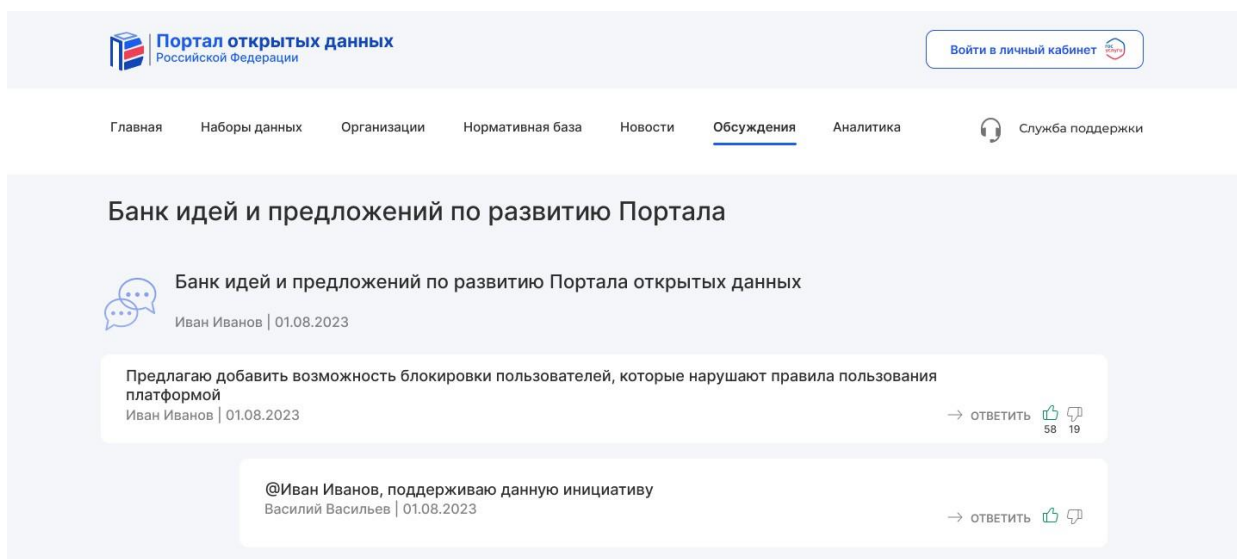 Портал открытых данных
Российской Федерации
Войти в личный кабинет
Главная Наборы данных Организации Нормативная база Новости Обсуждения Аналитика Служба поддержки
Банк идей и предложений по развитию Портала
Банк идей и предложений по развитию Портала открытых данных
Иван Иванов | 01.08.2023
Предлагаю добавить возможность блокировки пользователей, которые нарушают правила пользования
платформой
Иван Иванов | 01.08.2023
→ ОТВЕТИТЬ
58 19
@Иван Иванов, поддерживаю данную инициативу
Василий Васильев | 01.08.2023
→ ОТВЕТИТЬ